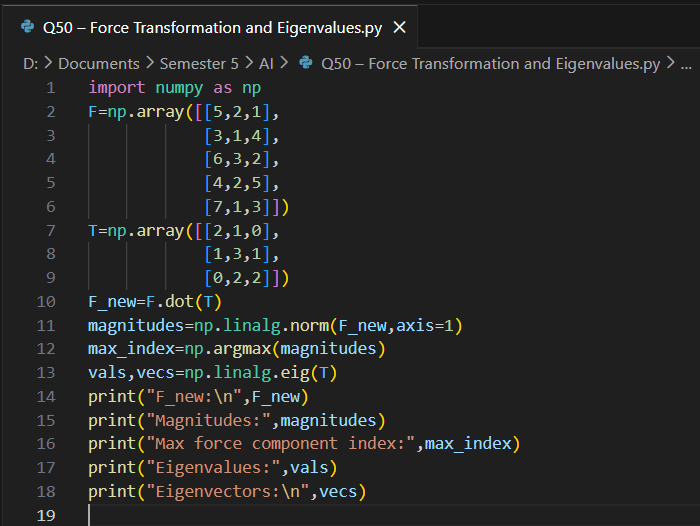 Q50 – Force Transformation and Eigenvalues.py ×
D: > Documents > Semester 5 > AI > Q50 – Force Transformation and Eigenvalues.py > ...
1 import numpy as np
2 F=np.array([[5,2,1],
3             [3,1,4],
4             [6,3,2],
5             [4,2,5],
6             [7,1,3]])
7 T=np.array([[2,1,0],
8             [1,3,1],
9             [0,2,2]])
10 F_new=F.dot(T)
11 magnitudes=np.linalg.norm(F_new,axis=1)
12 max_index=np.argmax(magnitudes)
13 vals,vecs=np.linalg.eig(T)
14 print("F_new:\n",F_new)
15 print("Magnitudes:",magnitudes)
16 print("Max force component index:",max_index)
17 print("Eigenvalues:",vals)
18 print("Eigenvectors:\n",vecs)
19